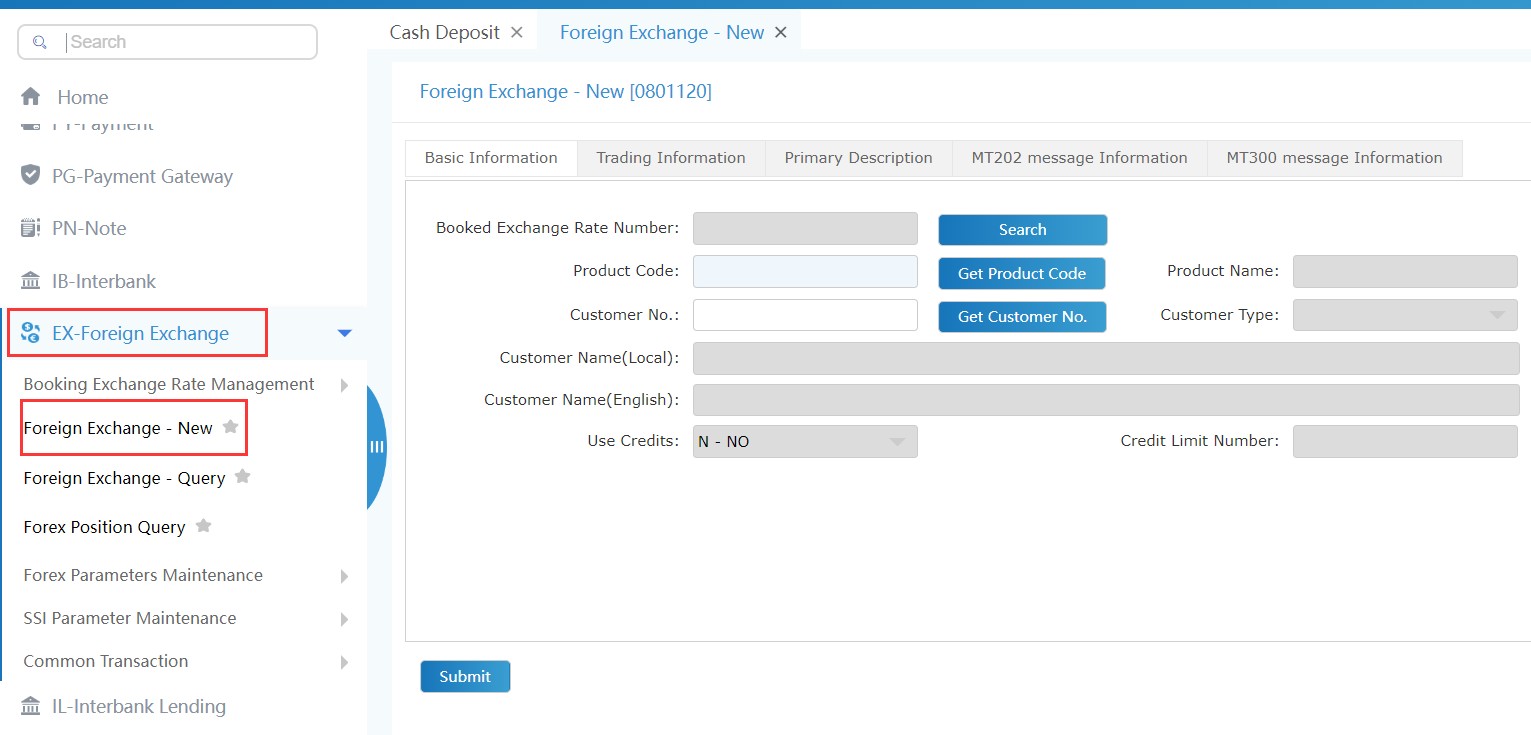 Search
Home
PG-Payment Gateway
PN-Note
IB-Interbank
EX-Foreign Exchange
Booking Exchange Rate Management
Foreign Exchange - New
Foreign Exchange - Query
Forex Position Query
Forex Parameters Maintenance
SSI Parameter Maintenance
Common Transaction
IL-Interbank Lending
Cash Deposit Foreign Exchange - New
Foreign Exchange - New [0801120]
Basic Information Trading Information Primary Description MT202 message Information MT300 message Information
Booked Exchange Rate Number: Search
Product Code: Get Product Code Product Name:
Customer No.: Get Customer No. Customer Type:
Customer Name(Local):
Customer Name(English):
Use Credits: N - NO Credit Limit Number:
Submit